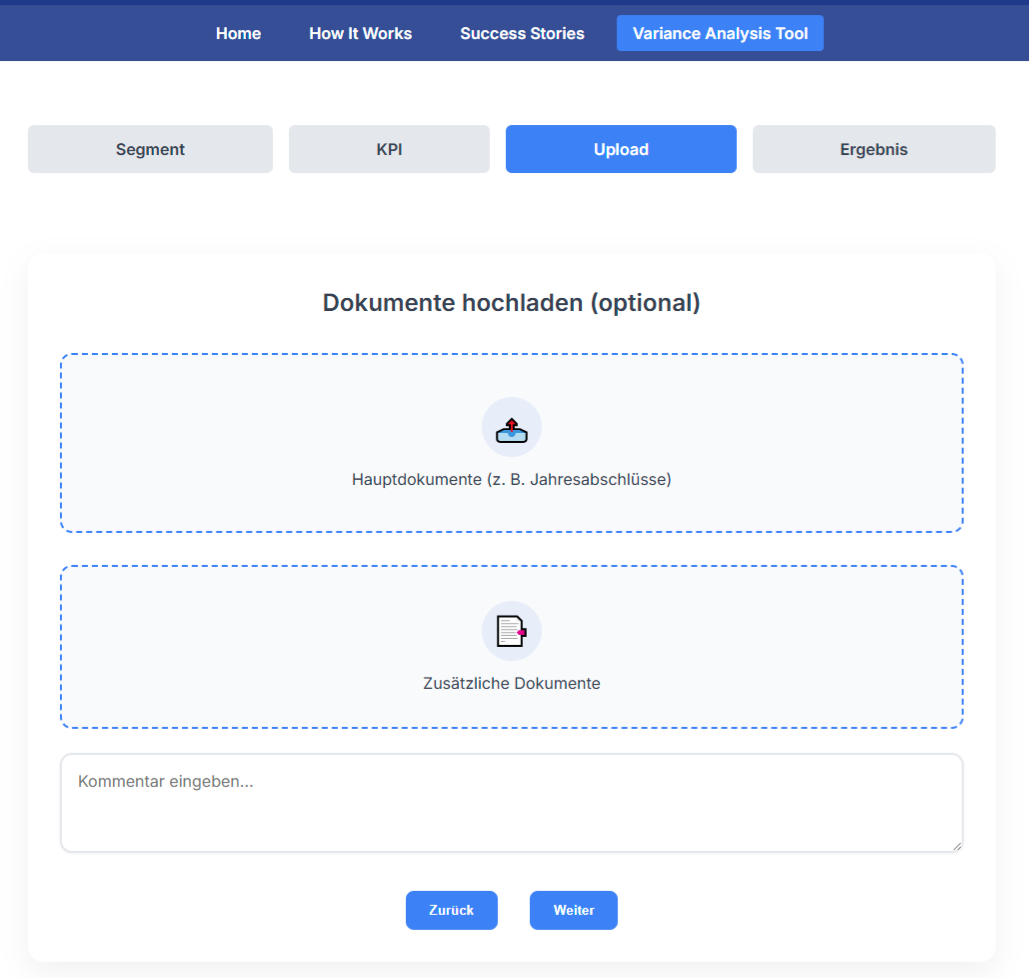 Home How It Works Success Stories Variance Analysis Tool
Segment KPI Upload Ergebnis
Dokumente hochladen (optional)
Hauptdokumente (z. B. Jahresabschlüsse)
Zusätzliche Dokumente
Kommentar eingeben...
Zurück Weiter